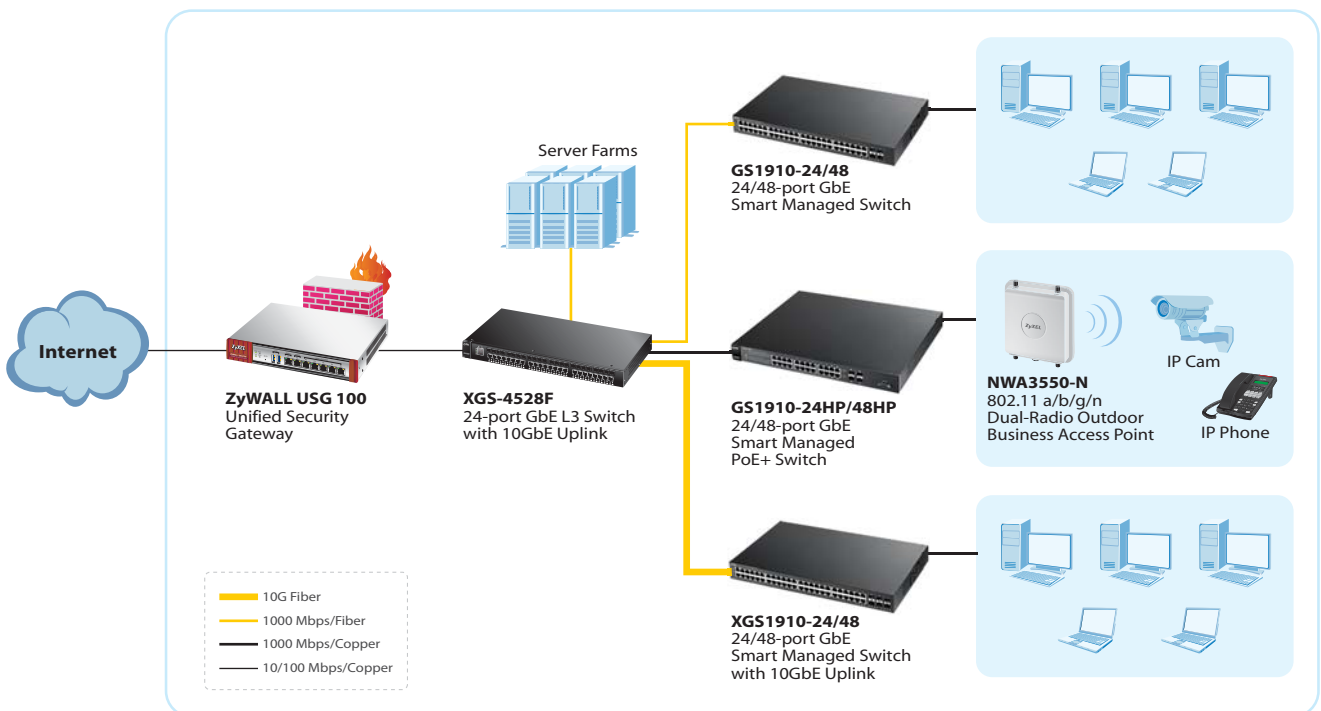 Server Farms
GS1910-24/48
24/48-port GbE
Smart Managed Switch
Internet
ZyXEL
ZyWALL USG 100
Unified Security
Gateway
XGS-4528F
24-port GbE L3 Switch
with 10GbE Uplink
GS1910-24HP/48HP
24/48-port GbE
Smart Managed
PoE+ Switch
ZyXEL
NWA3550-N
802.11 a/b/g/n
Dual-Radio Outdoor
Business Access Point
IP Cam
IP Phone
XGS1910-24/48
24/48-port GbE
Smart Managed Switch
with 10GbE Uplink
10G Fiber
1000 Mbps/Fiber
1000 Mbps/Copper
10/100 Mbps/Copper